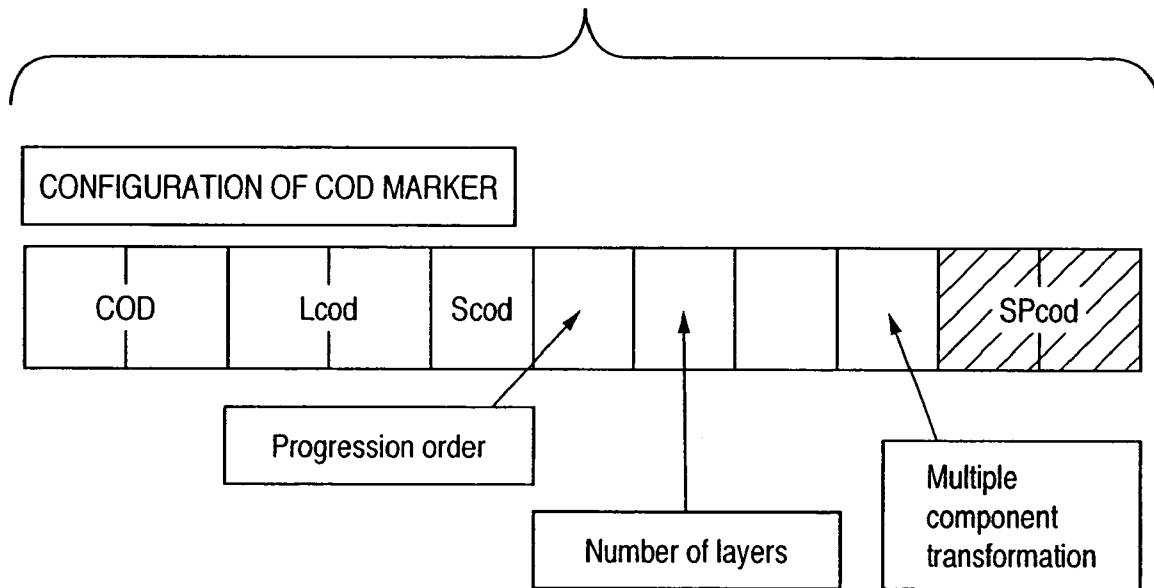 CONFIGURATION OF COD MARKER
COD Lcod Scod SPcod
Progression order
Number of layers
Multiple
component
transformation